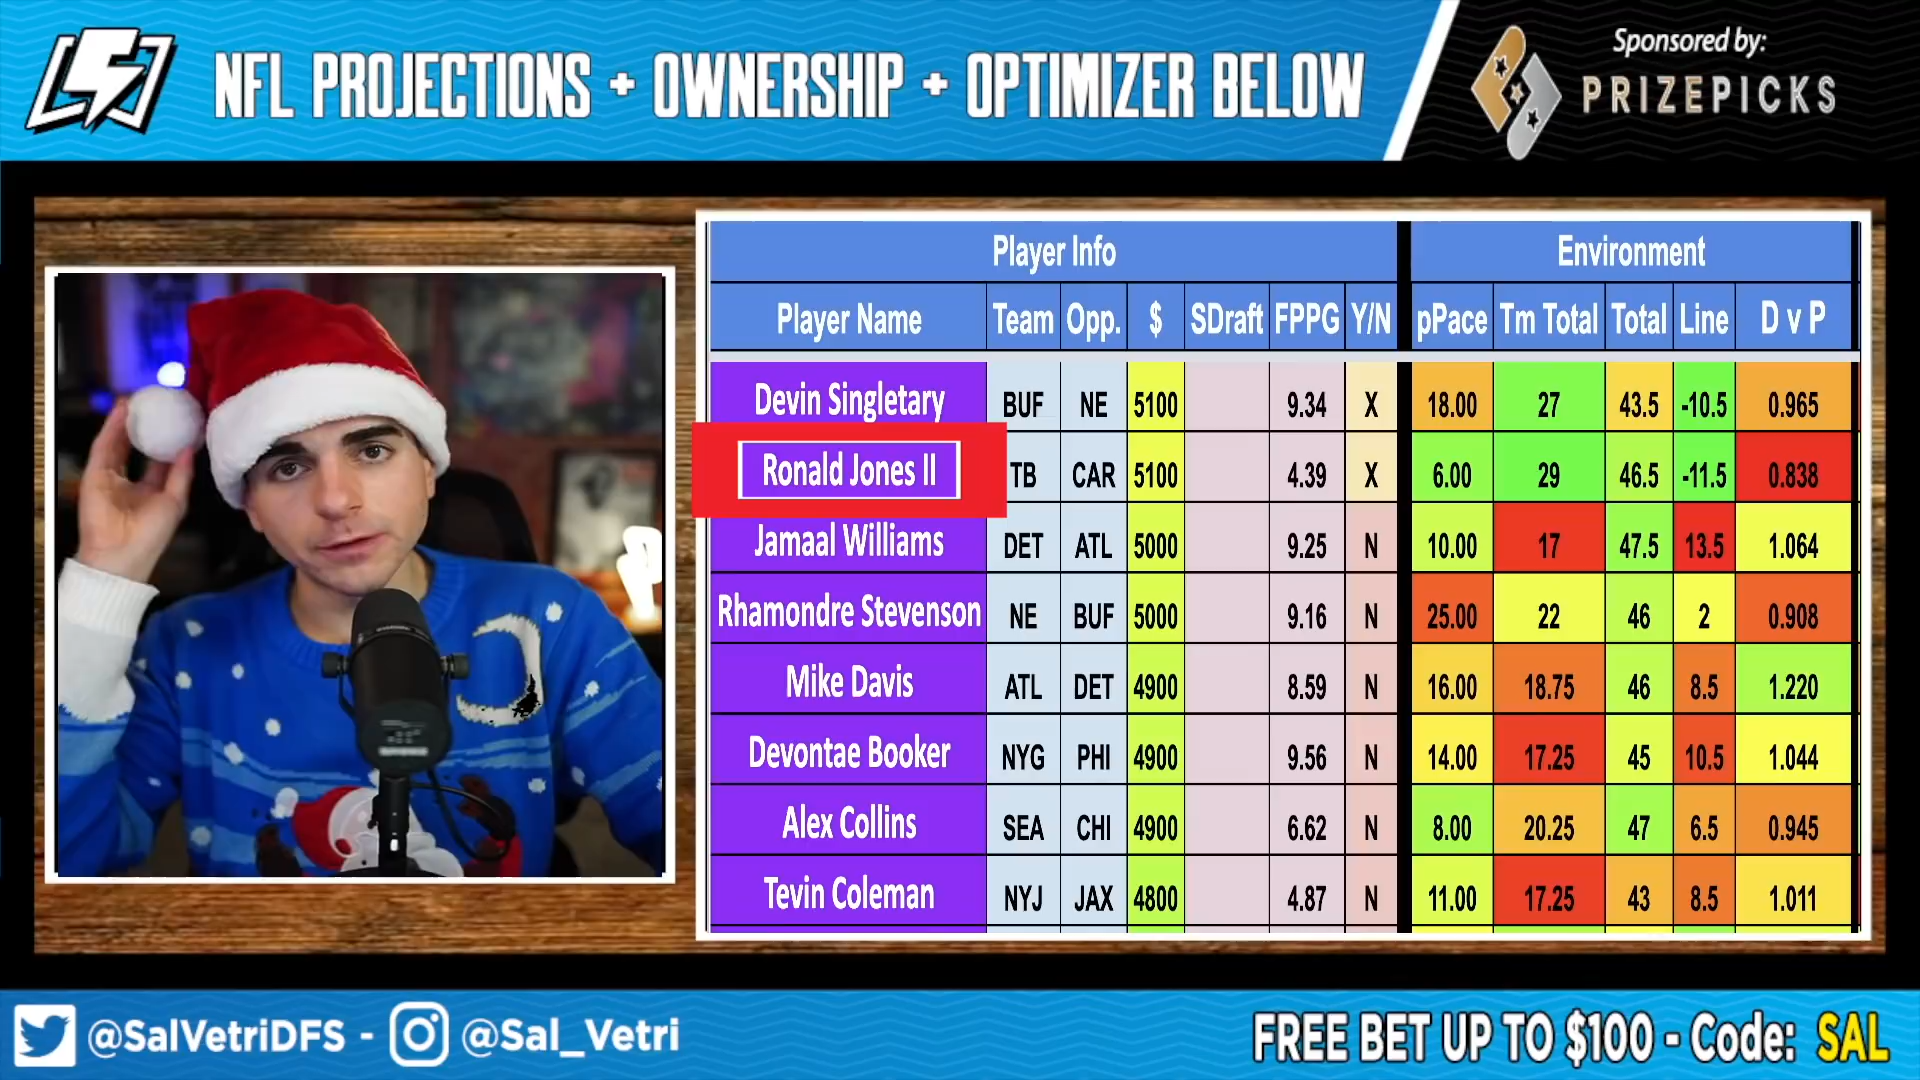 NFL PROJECTIONS + OWNERSHIP + OPTIMIZER BELOW
Sponsored by:
PRIZEPICKS
Player Info Environment
Player Name Team Opp. $ SDraft FPPG Y/N pPace Tm Total Total Line D v P
Devin Singletary BUF NE 5100 9.34 X 18.00 27 43.5 -10.5 0.965
Ronald Jones II TB CAR 5100 4.39 X 6.00 29 46.5 -11.5 0.838
Jamaal Williams DET ATL 5000 9.25 N 10.00 17 47.5 13.5 1.064
Rhamondre Stevenson NE BUF 5000 9.16 N 25.00 22 46 2 0.908
Mike Davis ATL DET 4900 8.59 N 16.00 18.75 46 8.5 1.220
Devontae Booker NYG PHI 4900 9.56 N 14.00 17.25 45 10.5 1.044
Alex Collins SEA CHI 4900 6.62 N 8.00 20.25 47 6.5 0.945
Tevin Coleman NYJ JAX 4800 4.87 N 11.00 17.25 43 8.5 1.011
@SalVetriDFS - @Sal_Vetri
FREE BET UP TO $100 - Code: SAL